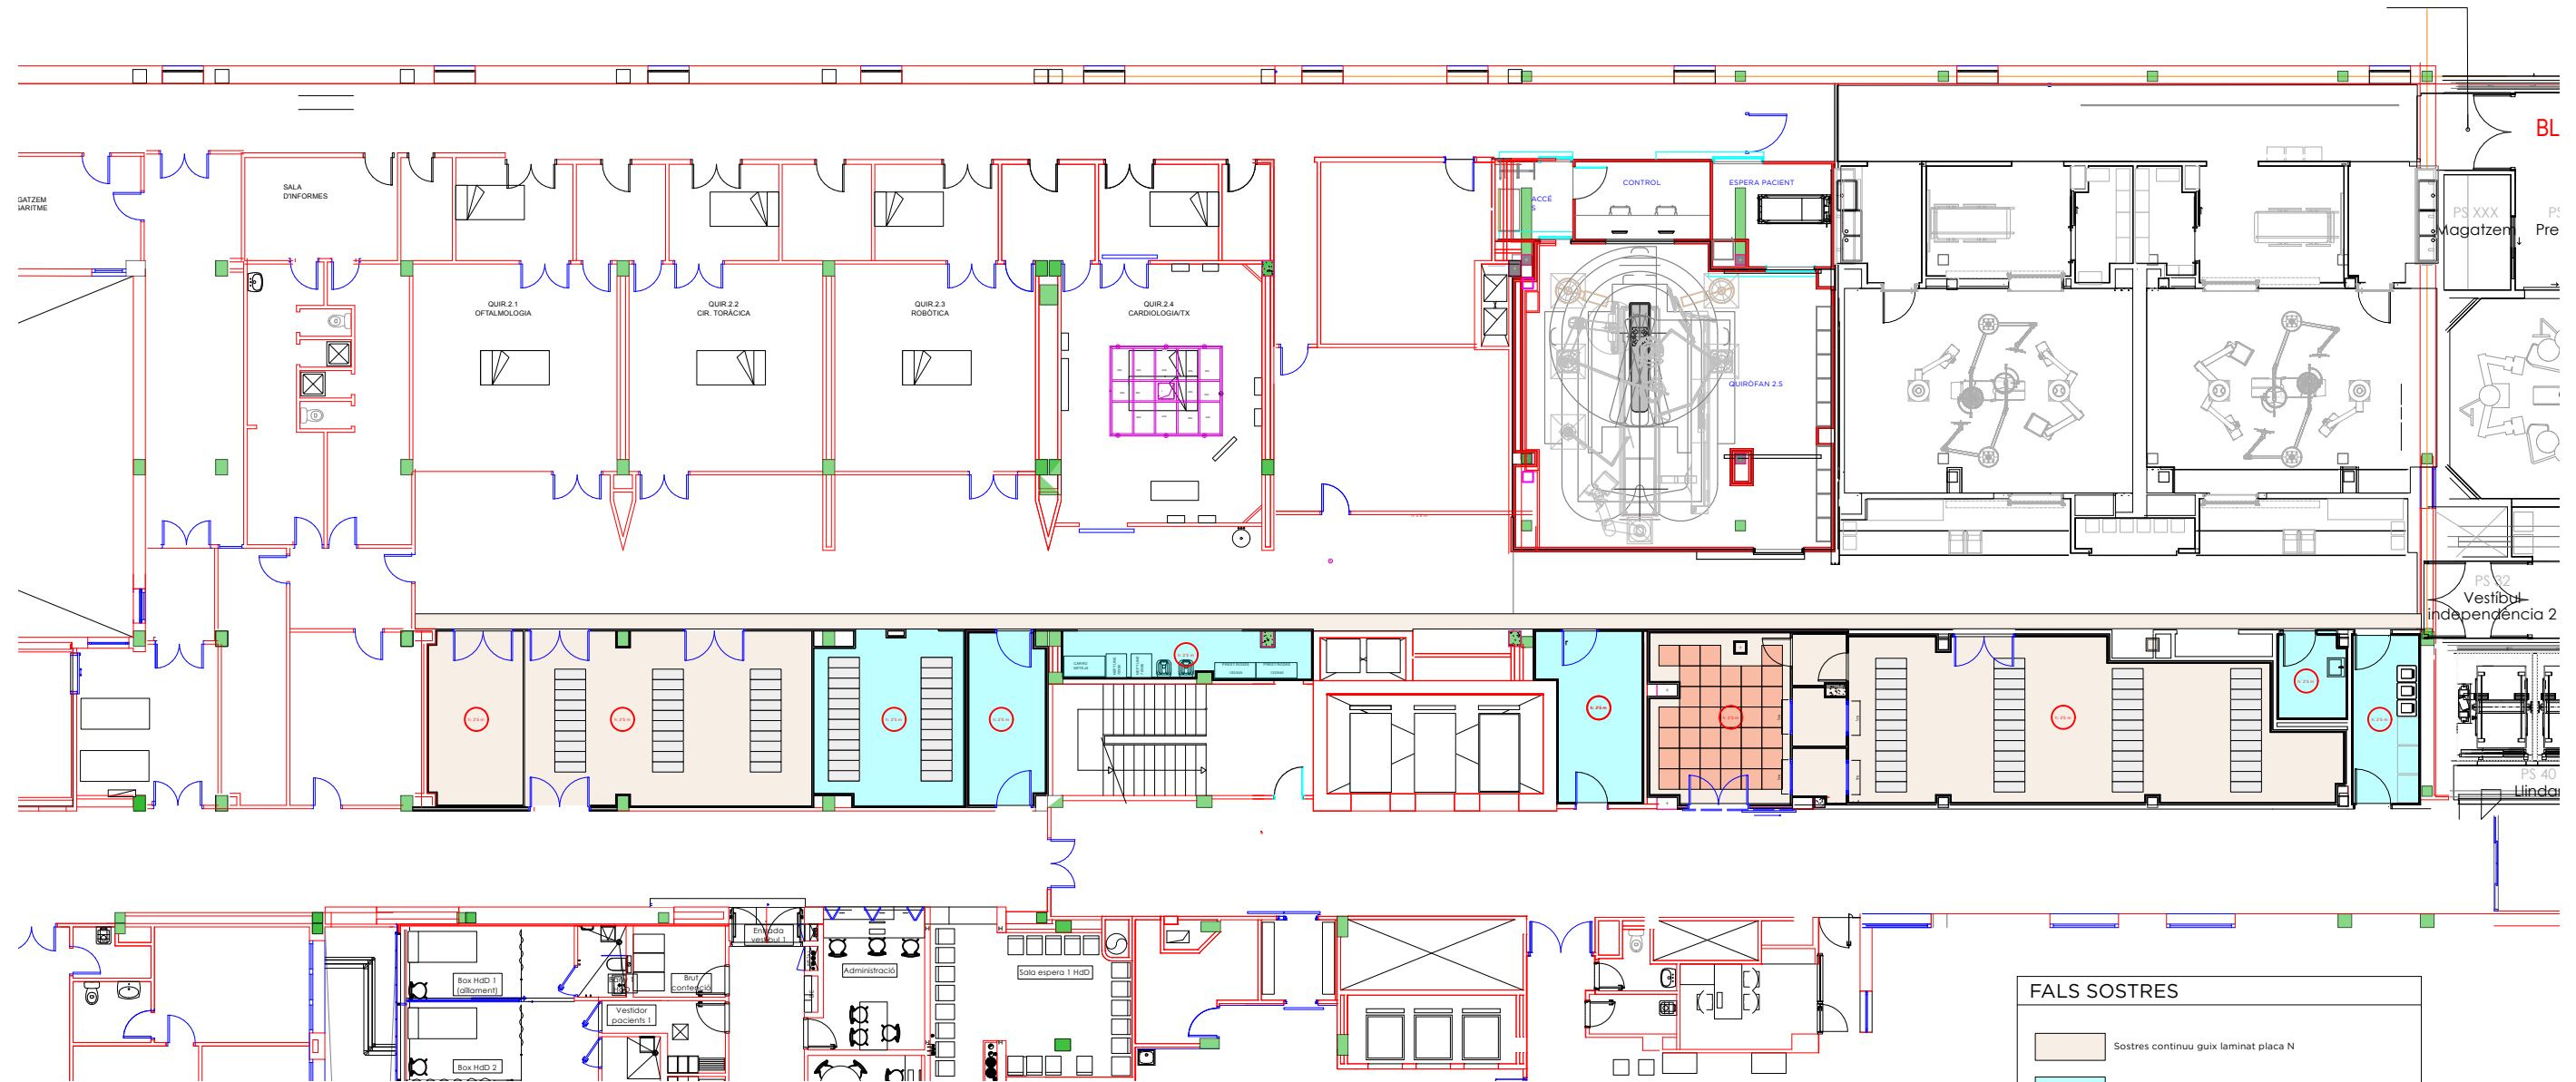 BL
GATZEM
GARITME
SALA
D'INFORMES
ACCÉ
S
CONTROL
ESPERA PACIENT
PS XXX
Magatzem
Pre
QUIR.2.1
OFTALMOLOGIA
QUIR.2.2
CIR. TORÁCICA
QUIR.2.3
ROBÒTICA
QUIR.2.4
CARDIOLOGIA/TX
QUIRÒFAN 2.5
PS 32
Vestíbul
independència 2
PS 40
Llindar
Entrada
vestíbul 1
Administració
Sala espera 1 HdD
Box HdD 1
(aïllament)
Brut
contenció
Vestidor
pacients 1
Box HdD 2
FALS SOSTRES
Sostres continuu guix laminat placa N